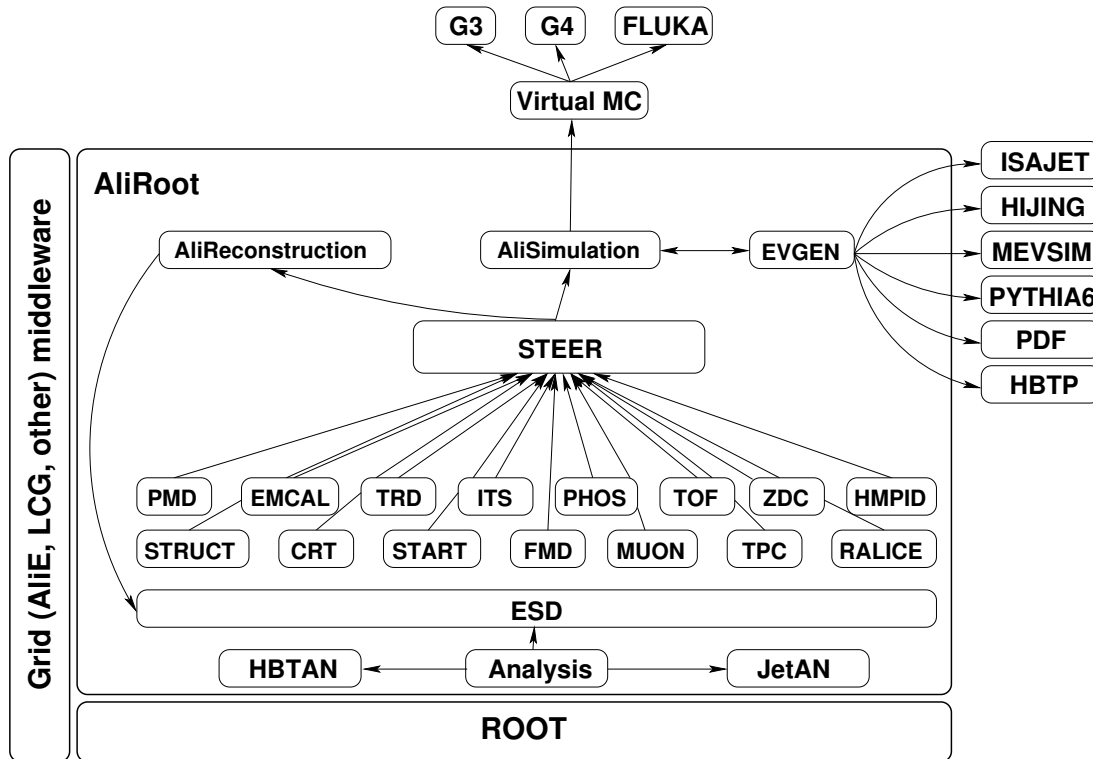 G3
G4
FLUKA
Virtual MC
Grid (AliE, LCG, other) middleware
AliRoot
ISAJET
HIJING
AliReconstruction
AliSimulation
EVGEN
MEVSIM
PYTHIA6
STEER
PDF
HBTP
PMD
EMCAL
TRD
ITS
PHOS
TOF
ZDC
HMPID
STRUCT
CRT
START
FMD
MUON
TPC
RALICE
ESD
HBTAN
Analysis
JetAN
ROOT